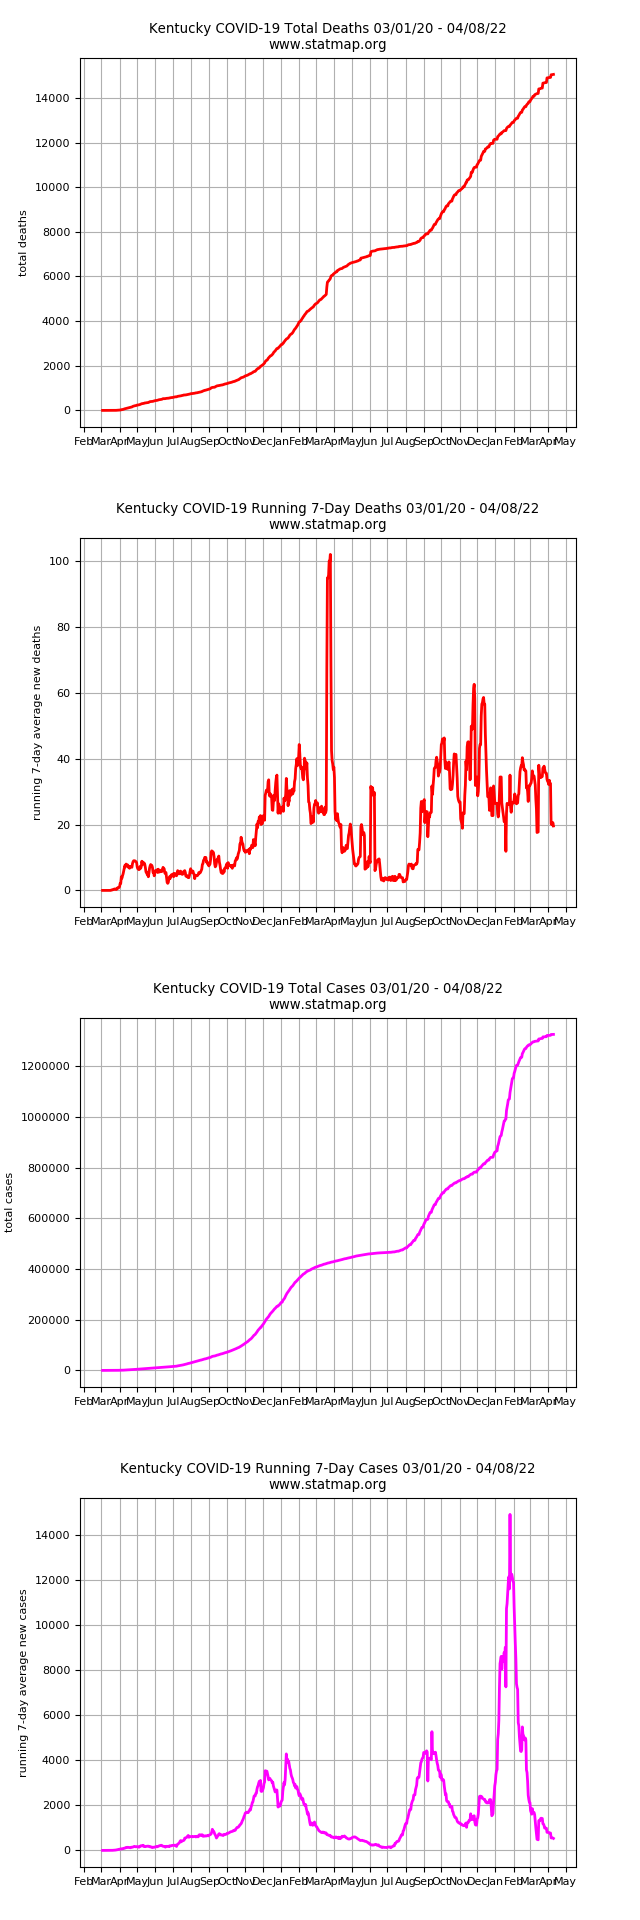 Kentucky COVID-19 Total Deaths 03/01/20 - 04/08/22
www.statmap.org
total deaths
14000
12000
10000
8000
6000
4000
2000
0
Feb Mar Apr May Jun Jul Aug Sep Oct Nov Dec Jan Feb Mar Apr May Jun Jul Aug Sep Oct Nov Dec Jan Feb Mar Apr May
Kentucky COVID-19 Running 7-Day Deaths 03/01/20 - 04/08/22
www.statmap.org
running 7-day average new deaths
100
80
60
40
20
0
Feb Mar Apr May Jun Jul Aug Sep Oct Nov Dec Jan Feb Mar Apr May Jun Jul Aug Sep Oct Nov Dec Jan Feb Mar Apr May
Kentucky COVID-19 Total Cases 03/01/20 - 04/08/22
www.statmap.org
total cases
1200000
1000000
800000
600000
400000
200000
0
Feb Mar Apr May Jun Jul Aug Sep Oct Nov Dec Jan Feb Mar Apr May Jun Jul Aug Sep Oct Nov Dec Jan Feb Mar Apr May
Kentucky COVID-19 Running 7-Day Cases 03/01/20 - 04/08/22
www.statmap.org
running 7-day average new cases
14000
12000
10000
8000
6000
4000
2000
0
Feb Mar Apr May Jun Jul Aug Sep Oct Nov Dec Jan Feb Mar Apr May Jun Jul Aug Sep Oct Nov Dec Jan Feb Mar Apr May